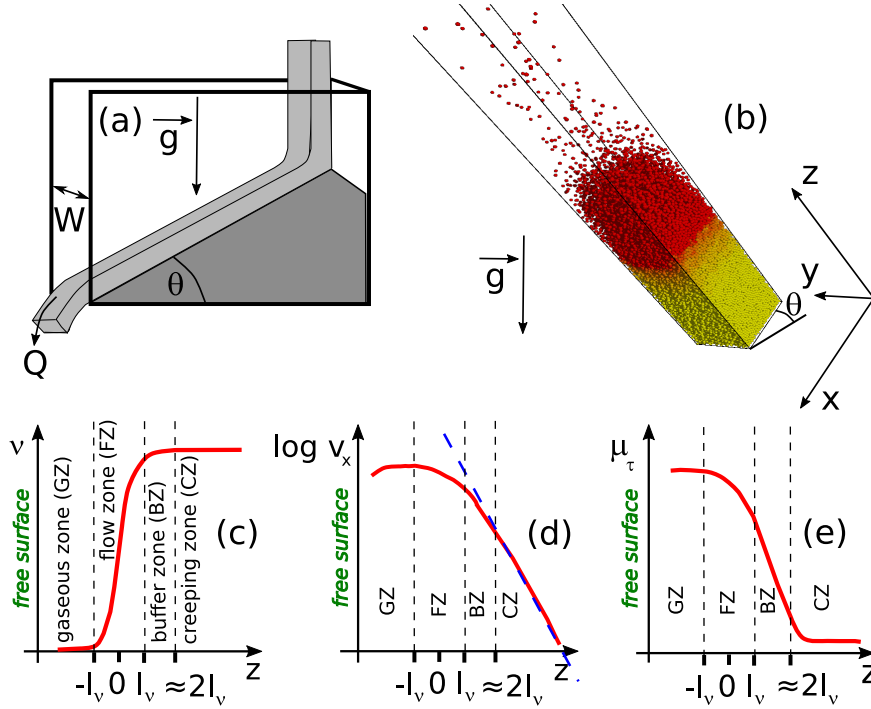 (a)
g
W
θ
Q
(b)
g
z
y
θ
x
ν
free surface
gaseous zone (GZ)
flow zone (FZ)
buffer zone (BZ)
creeping zone (CZ)
(c)
z
-lν 0 lν ≈2lν
log vx
free surface
GZ
FZ
BZ
CZ
(d)
z
-lν 0 lν ≈2lν
μτ
free surface
GZ
FZ
BZ
CZ
(e)
z
-lν 0 lν ≈2lν